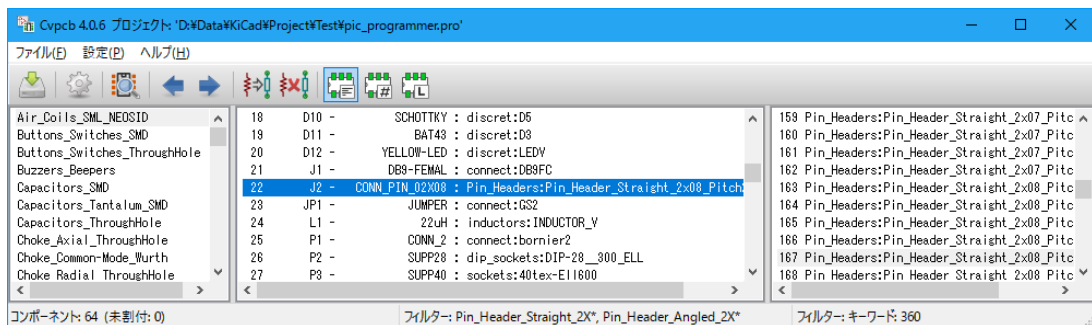 Cvpcb 4.0.6 プロジェクト: 'D:¥Data¥KiCad¥Project¥Test¥pic_programmer.pro'
ファイル(F) 設定(P) ヘルプ(H)
Air_Coils_SML_NEOSID
Buttons_Switches_SMD
Buttons_Switches_ThroughHole
Buzzers_Beepers
Capacitors_SMD
Capacitors_Tantalum_SMD
Capacitors_ThroughHole
Choke_Axial_ThroughHole
Choke_Common-Mode_Wurth
Choke_Radial_ThroughHole
18 D10 - SCHOTTKY : discret:D5
19 D11 - BAT43 : discret:D3
20 D12 - YELLOW-LED : discret:LEDV
21 J1 - DB9-FEMAL : connect:DB9FC
22 J2 - CONN_PIN_02X08 : Pin_Headers:Pin_Header_Straight_2x08_Pitch
23 JP1 - JUMPER : connect:GS2
24 L1 - 22uH : inductors:INDUCTOR_V
25 P1 - CONN_2 : connect:bornier2
26 P2 - SUPP28 : dip_sockets:DIP-28__300_ELL
27 P3 - SUPP40 : sockets:40tex-Ell600
159 Pin_Headers:Pin_Header_Straight_2x07_Pitc
160 Pin_Headers:Pin_Header_Straight_2x07_Pitc
161 Pin_Headers:Pin_Header_Straight_2x07_Pitc
162 Pin_Headers:Pin_Header_Straight_2x07_Pitc
163 Pin_Headers:Pin_Header_Straight_2x08_Pitc
164 Pin_Headers:Pin_Header_Straight_2x08_Pitc
165 Pin_Headers:Pin_Header_Straight_2x08_Pitc
166 Pin_Headers:Pin_Header_Straight_2x08_Pitc
167 Pin_Headers:Pin_Header_Straight_2x08_Pitc
168 Pin_Headers:Pin_Header_Straight_2x08_Pitc
コンポーネント: 64 (未割付: 0)
フィルター: Pin_Header_Straight_2X*, Pin_Header_Angled_2X*
フィルター: キーワード: 360